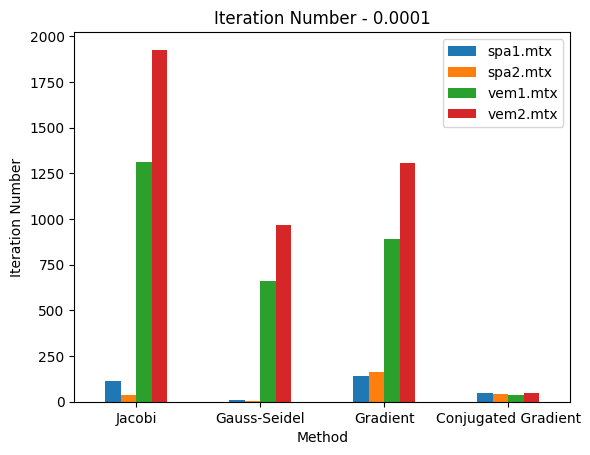 Iteration Number - 0.0001
2000
1750
1500
1250
1000
750
500
250
0
Iteration Number
spa1.mtx
spa2.mtx
vem1.mtx
vem2.mtx
Jacobi
Gauss-Seidel
Gradient
Conjugated Gradient
Method